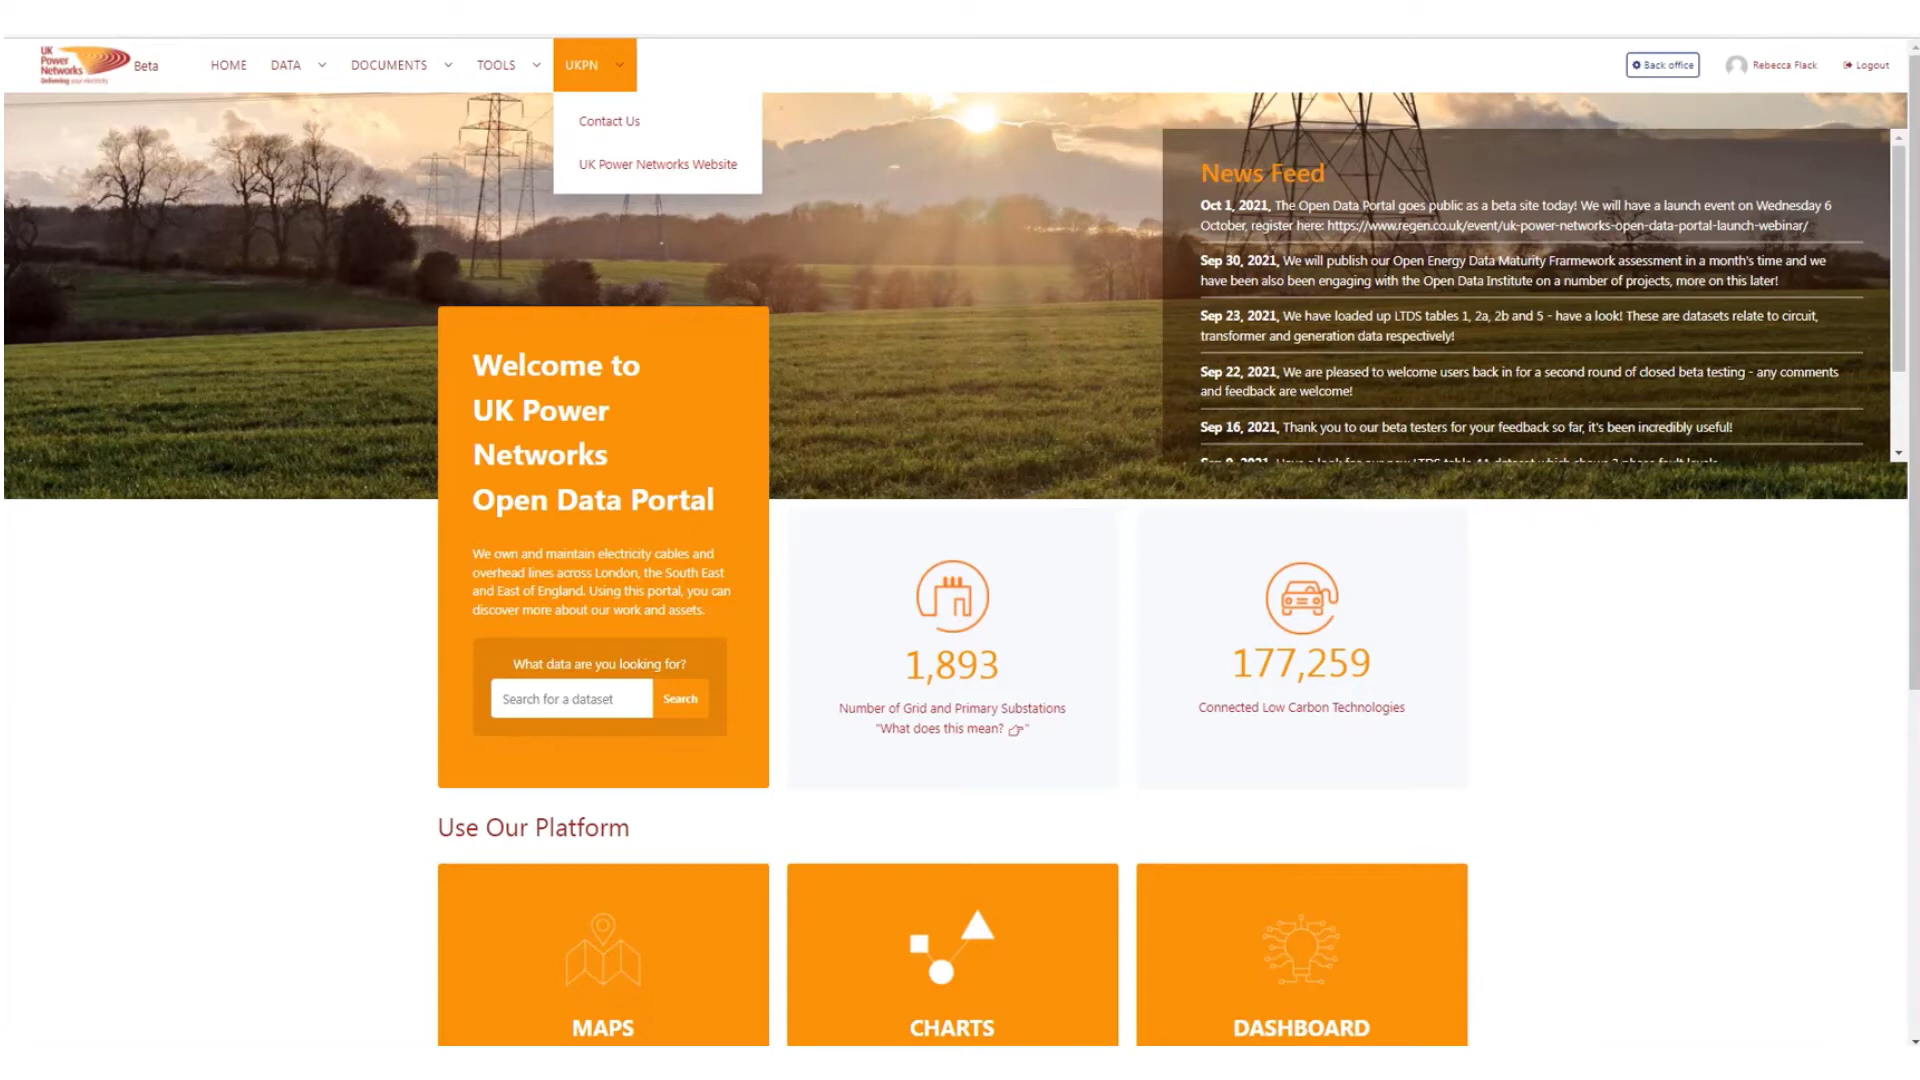 UK
Power
Networks
Delivering your electricity
Beta
HOME
DATA
DOCUMENTS
TOOLS
UKPN
Back office
Rebecca Flack
Logout
Contact Us
UK Power Networks Website
News Feed
Oct 1, 2021, The Open Data Portal goes public as a beta site today! We will have a launch event on Wednesday 6
October, register here: https://www.regen.co.uk/event/uk-power-networks-open-data-portal-launch-webinar/
Sep 30, 2021, We will publish our Open Energy Data Maturity Framework assessment in a month's time and we
have been also been engaging with the Open Data Institute on a number of projects, more on this later!
Sep 23, 2021, We have loaded up LTDS tables 1, 2a, 2b and 5 - have a look! These are datasets relate to circuit,
transformer and generation data respectively!
Sep 22, 2021, We are pleased to welcome users back in for a second round of closed beta testing - any comments
and feedback are welcome!
Sep 16, 2021, Thank you to our beta testers for your feedback so far, it's been incredibly useful!
Welcome to
UK Power
Networks
Open Data Portal
We own and maintain electricity cables and
overhead lines across London, the South East
and East of England. Using this portal, you can
discover more about our work and assets.
What data are you looking for?
Search for a dataset
Search
1,893
Number of Grid and Primary Substations
"What does this mean? "
177,259
Connected Low Carbon Technologies
Use Our Platform
MAPS
CHARTS
DASHBOARD